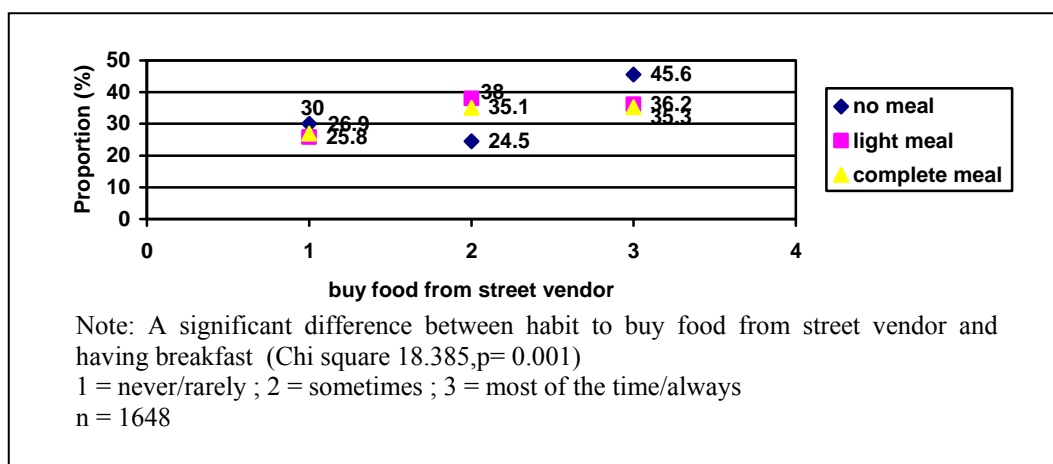 50
40
30
20
10
0
Proportion (%)
30
26.9
25.8
38
35.1
24.5
45.6
36.2
35.3
0 1 2 3 4
buy food from street vendor
no meal
light meal
complete meal
Note: A significant difference between habit to buy food from street vendor and
having breakfast (Chi square 18.385,p= 0.001)
1 = never/rarely ; 2 = sometimes ; 3 = most of the time/always
n = 1648